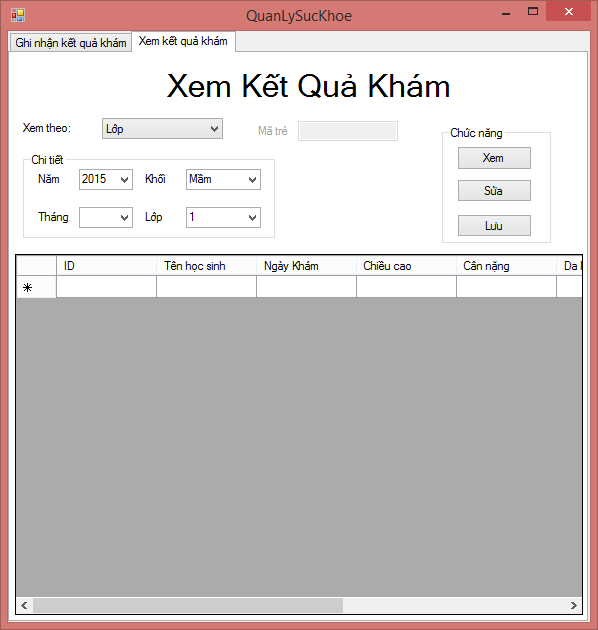 QuanLySucKhoe
Ghi nhận kết quả khám Xem kết quả khám
Xem Kết Quả Khám
Xem theo: Lớp Mã trẻ
Chức năng
Xem
Sửa
Lưu
Chi tiết
Năm 2015 Khối Mầm
Tháng Lớp 1
ID Tên học sinh Ngày Khám Chiều cao Cân nặng Da l